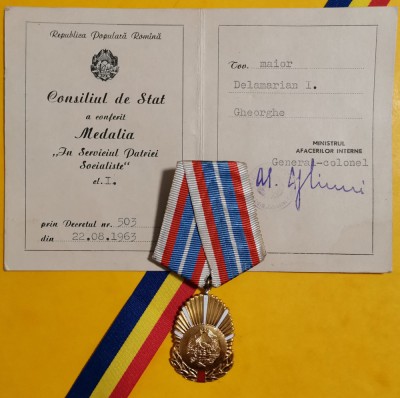 Republica Populară Romînă
Consiliul de Stat
a conferit
Medalia
„In Serviciul Patriei
Socialiste"
cl. I.
prin Decretul nr. 503
din 22.08.1963
Tov. maior
Delamarian I.
Gheorghe
MINISTRUL
AFACERILOR INTERNE
General-colonel